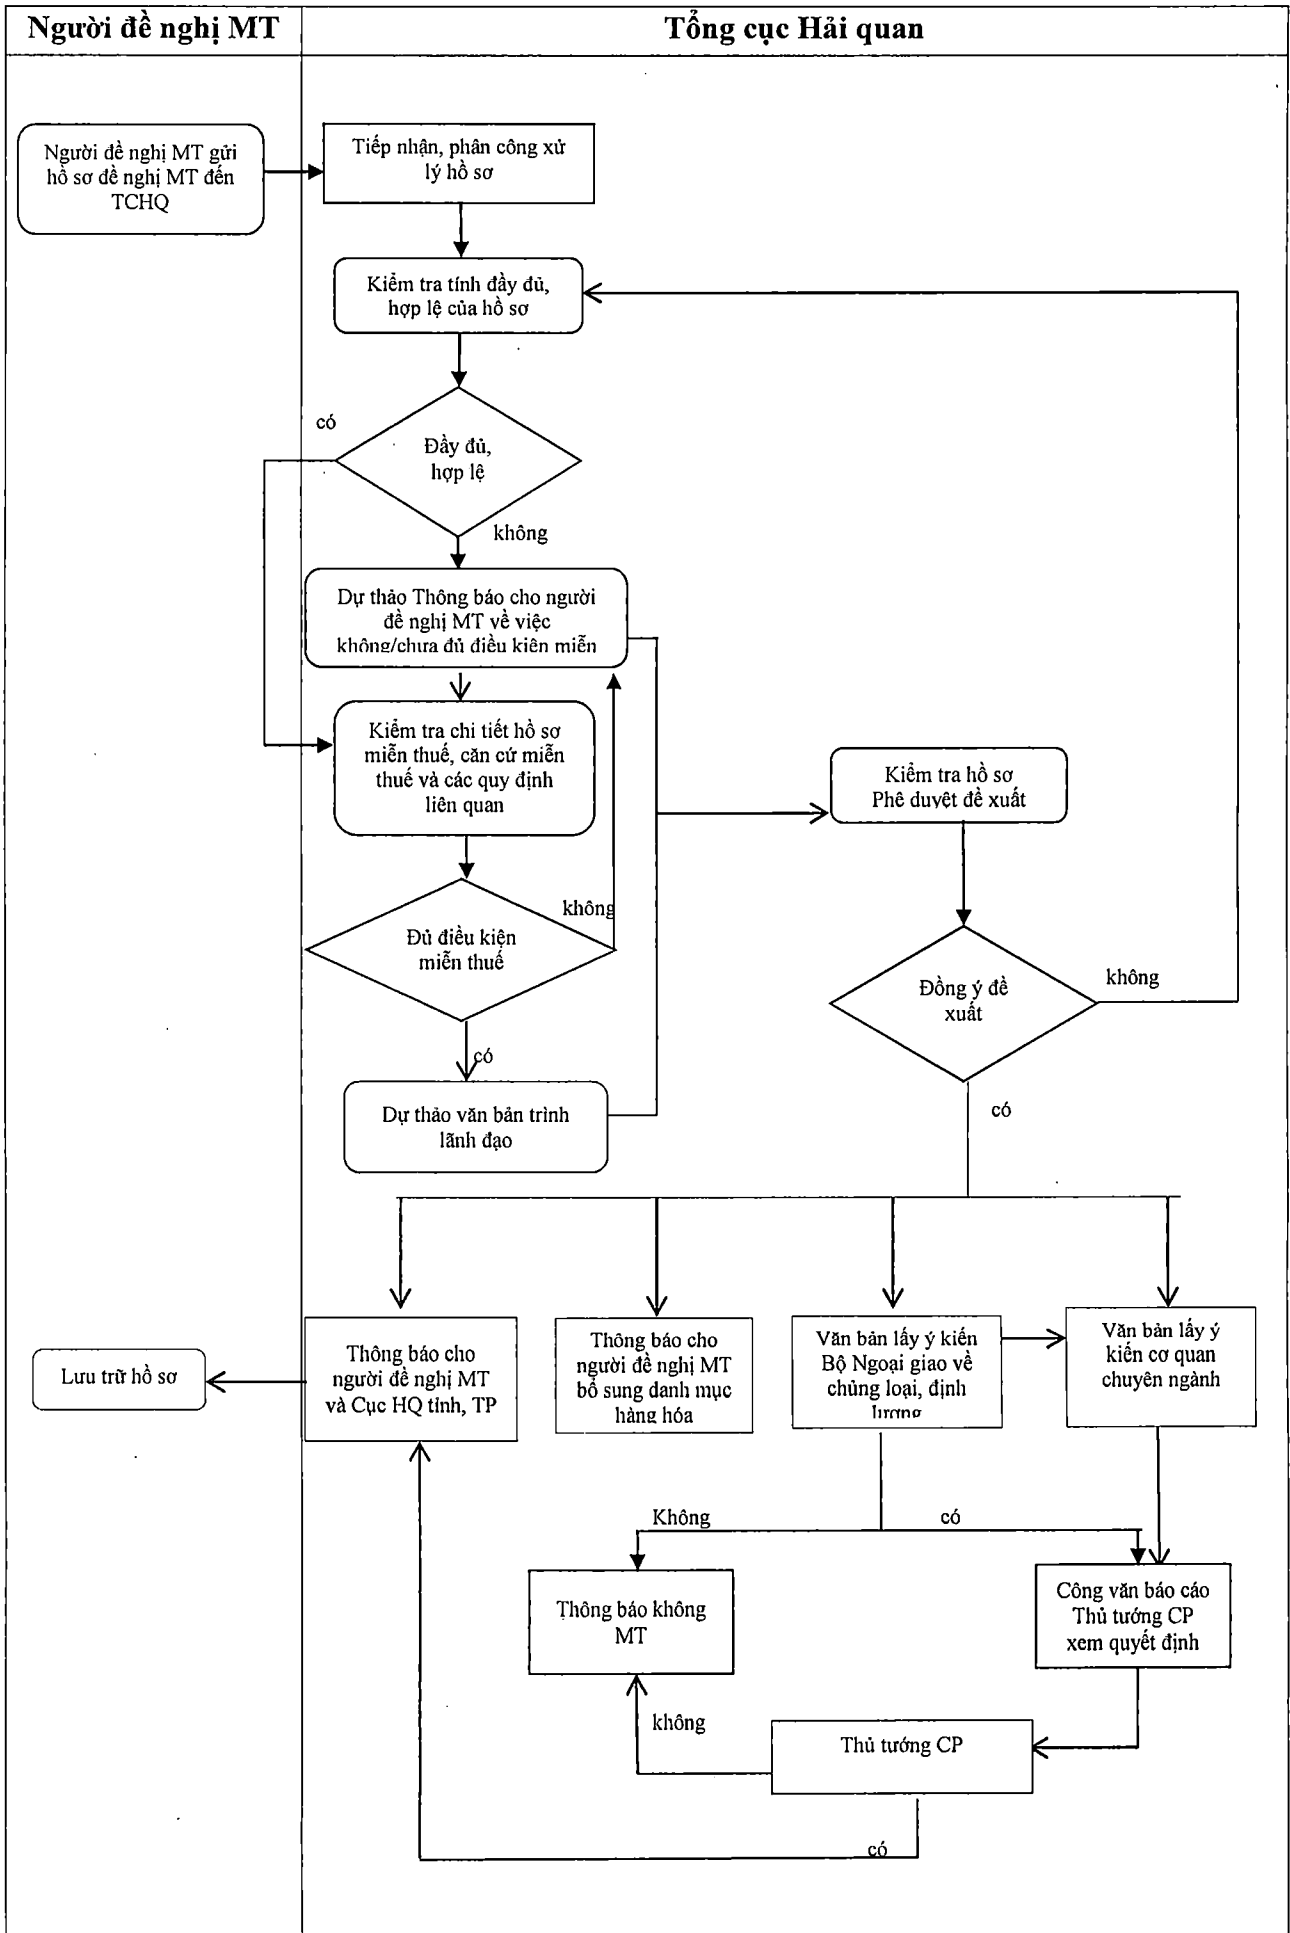 Người đề nghị MT
Tổng cục Hải quan
Người đề nghị MT gửi
hồ sơ đề nghị MT đến
TCHQ
Tiếp nhận, phân công xử
lý hồ sơ
Kiểm tra tính đầy đủ,
hợp lệ của hồ sơ
có
Đầy đủ,
hợp lệ
không
Dự thảo Thông báo cho người
đề nghị MT về việc
không/chưa đủ điều kiện miễn
Kiểm tra chi tiết hồ sơ
miễn thuế, căn cứ miễn
thuế và các quy định
liên quan
Kiểm tra hồ sơ
Phê duyệt đề xuất
không
Đủ điều kiện
miễn thuế
Đồng ý đề
xuất
không
có
Dự thảo văn bản trình
lãnh đạo
có
Lưu trữ hồ sơ
Thông báo cho
người đề nghị MT
và Cục HQ tỉnh, TP
Thông báo cho
người đề nghị MT
bổ sung danh mục
hàng hóa
Văn bản lấy ý kiến
Bộ Ngoại giao về
chủng loại, định
lượng
Văn bản lấy ý
kiến cơ quan
chuyên ngành
Không
có
Thông báo không
MT
Công văn báo cáo
Thủ tướng CP
xem quyết định
không
Thủ tướng CP
có